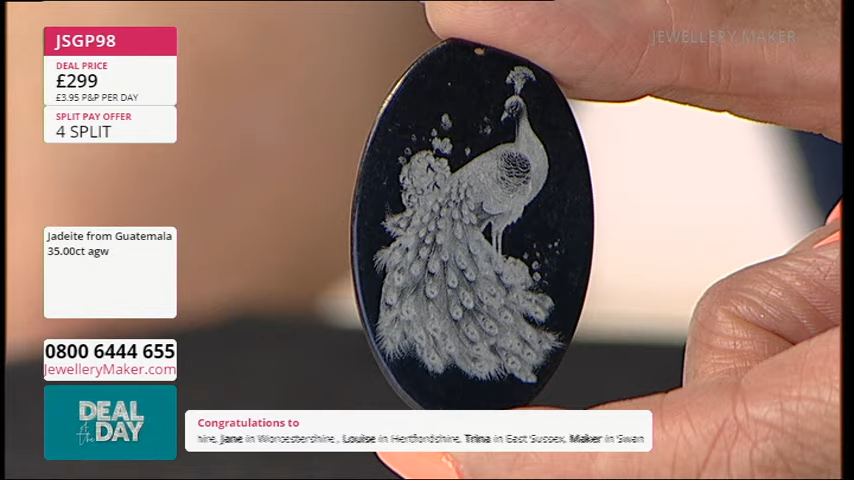 JSGP98
DEAL PRICE
£299
£3.95 P&P PER DAY
SPLIT PAY OFFER
4 SPLIT
JEWELLERY MAKER
Jadeite from Guatemala
35.00ct agw
0800 6444 655
JewelleryMaker.com
DEAL
of the
DAY
Congratulations to
hire, Jane in Worcestershire, Louise in Hertfordshire, Trina in East Sussex, Maker in Swan